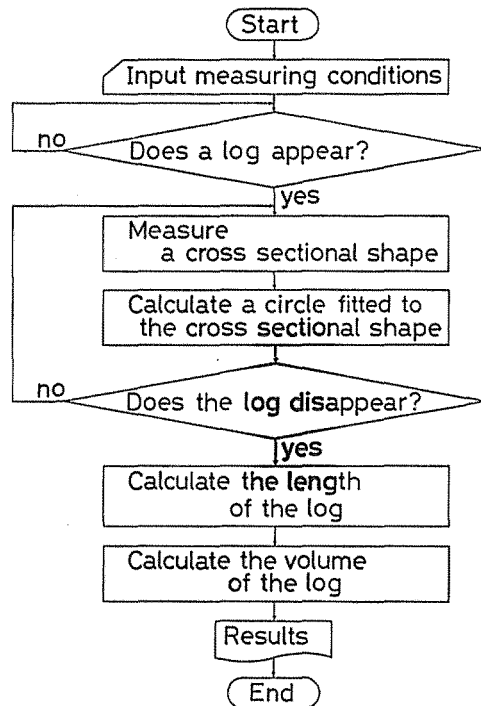 Start
Input measuring conditions
no
Does a log appear?
yes
Measure
a cross sectional shape
Calculate a circle fitted to
the cross sectional shape
no
Does the log disappear?
yes
Calculate the length
of the log
Calculate the volume
of the log
Results
End